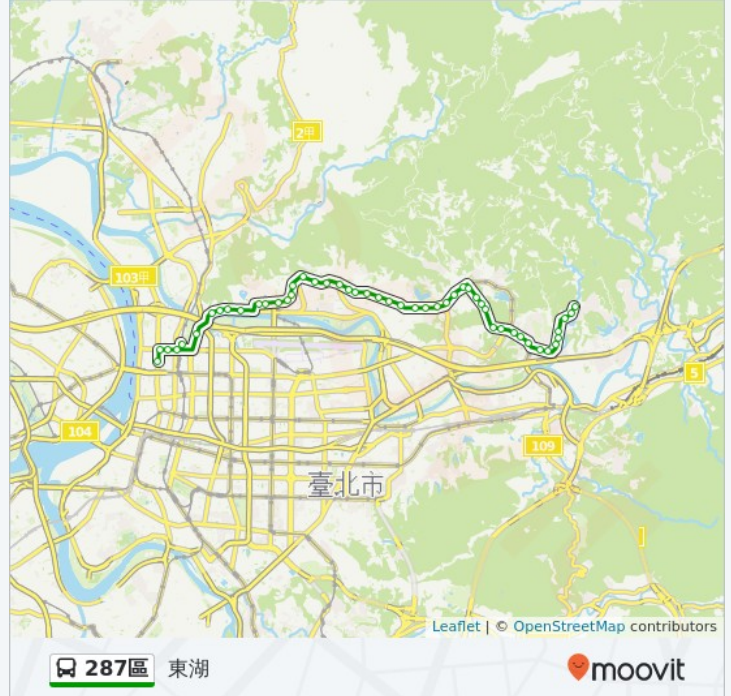 2甲
103甲
5
104
109
臺北市
Leaflet | © OpenStreetMap contributors
287區 東湖
moovit